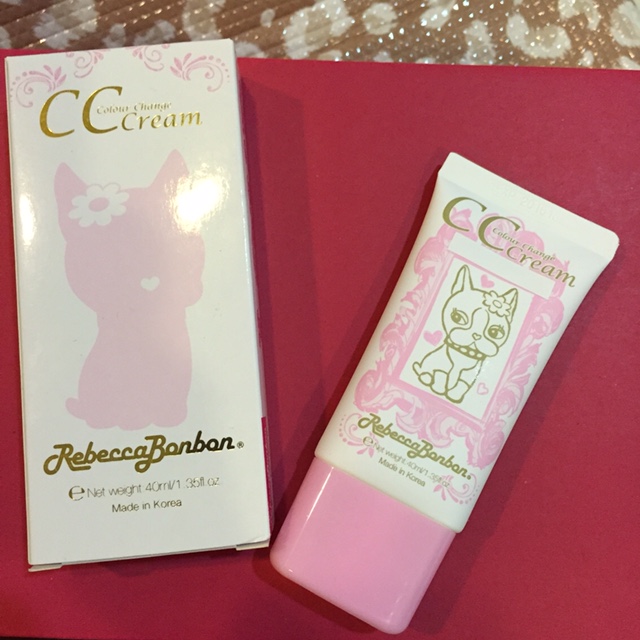 CC Cream
Colour Change
RebeccaBonbon®
℮ Net weight 40ml/1.35fl.oz
Made in Korea
CC Cream
Colour Change
RebeccaBonbon®
℮ Net weight 40ml/1.35fl.oz
Made in Korea